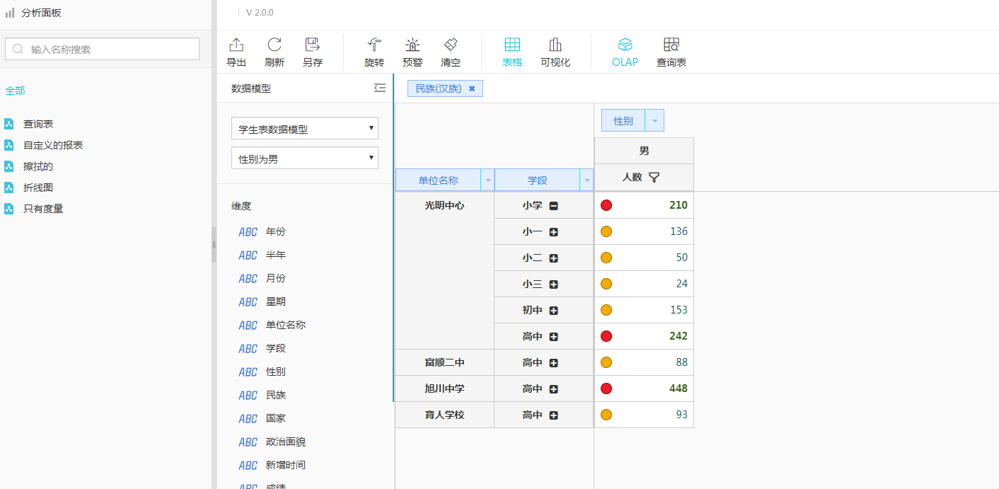 分析面板
V 2.0.0
输入名称搜索
全部
查询表
自定义的报表
擦拭的
折线图
只有度量
导出 刷新 另存 旋转 预警 清空 表格 可视化 OLAP 查询表
数据模型
学生表数据模型
性别为男
维度
ABC 年份
ABC 半年
ABC 月份
ABC 星期
ABC 单位名称
ABC 学段
ABC 性别
ABC 民族
ABC 国家
ABC 政治面貌
ABC 新增时间
ABC 成绩
民族(汉族)
性别
男
单位名称 学段 人数
光明中心 小学 210
小一 136
小二 50
小三 24
初中 153
高中 242
富顺二中 高中 88
旭川中学 高中 448
育人学校 高中 93